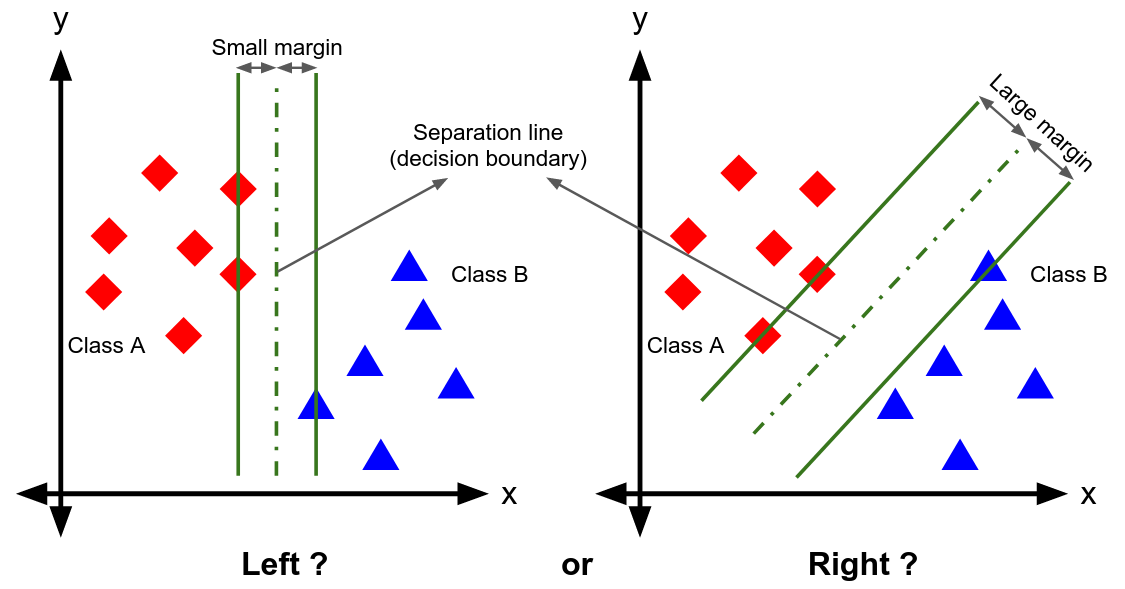 y
Small margin
Separation line
(decision boundary)
Class B
Class A
x
y
Large margin
Class B
Class A
x
Left ?
or
Right ?